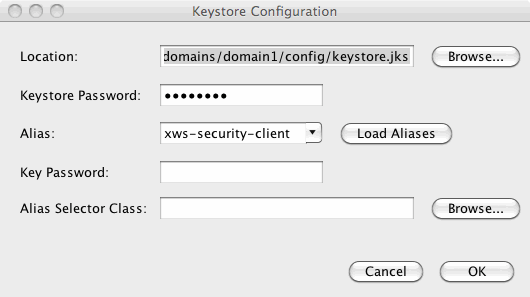 Keystore Configuration
Location: domains/domain1/config/keystore.jks Browse...
Keystore Password: ••••••••
Alias: xws-security-client Load Aliases
Key Password:
Alias Selector Class: Browse...
Cancel OK